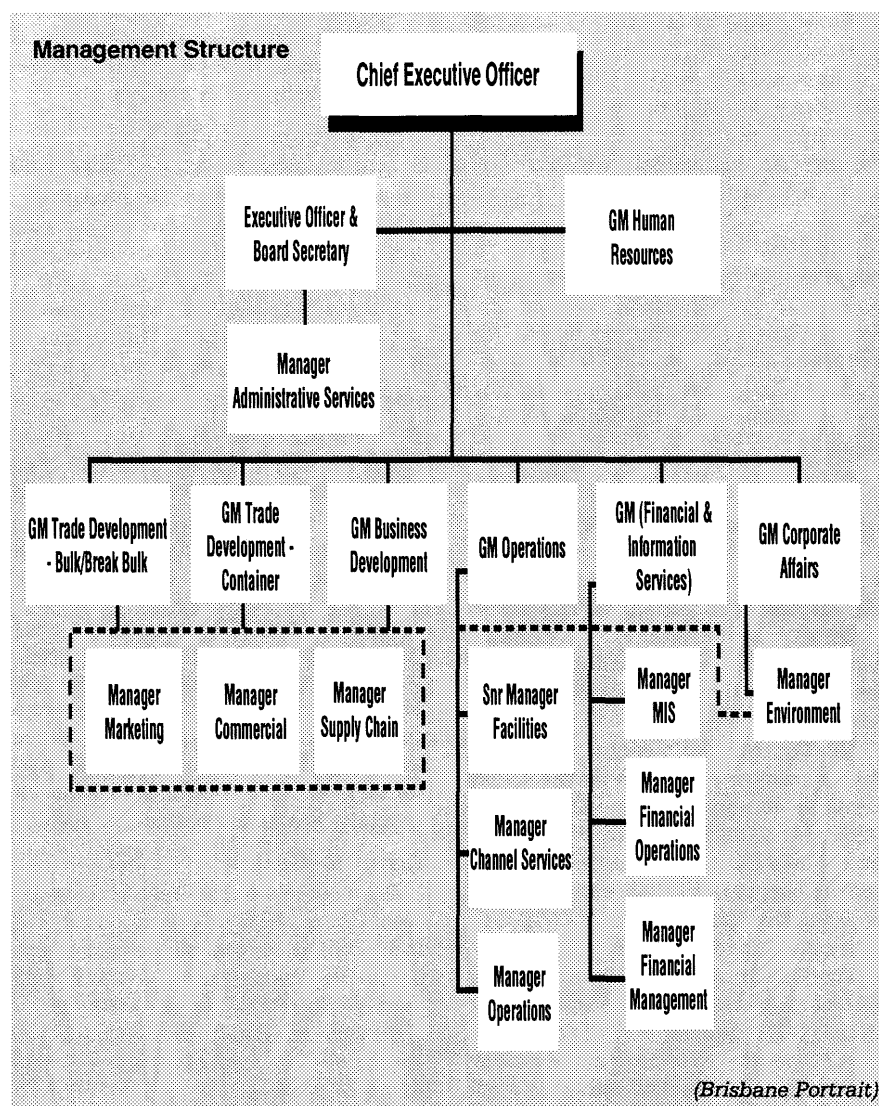 Management Structure
Chief Executive Officer
Executive Officer &
Board Secretary
GM Human
Resources
Manager
Administrative Services
GM Trade Development
- Bulk/Break Bulk
GM Trade
Development -
Container
GM Business
Development
GM Operations
GM (Financial &
Information
Services)
GM Corporate
Affairs
Manager
Marketing
Manager
Commercial
Manager
Supply Chain
Snr Manager
Facilities
Manager
MIS
Manager
Environment
Manager
Channel Services
Manager
Financial
Operations
Manager
Operations
Manager
Financial
Management
(Brisbane Portrait)